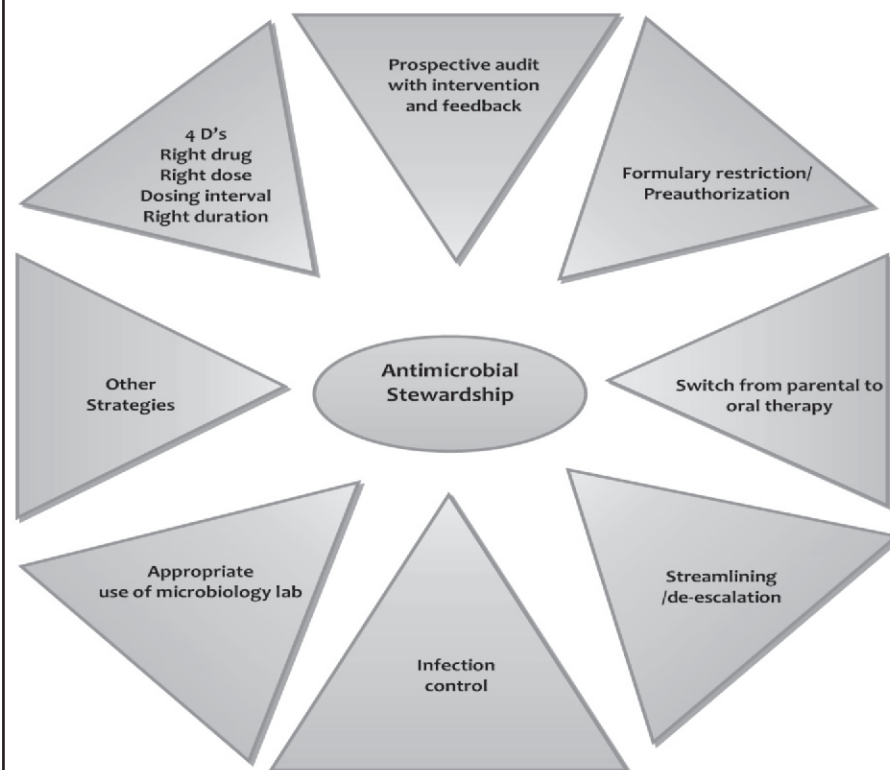 Prospective audit
with intervention
and feedback
4 D's
Right drug
Right dose
Dosing interval
Right duration
Formulary restriction/
Preauthorization
Other
Strategies
Antimicrobial
Stewardship
Switch from parental to
oral therapy
Appropriate
use of microbiology lab
Streamlining
/de-escalation
Infection
control